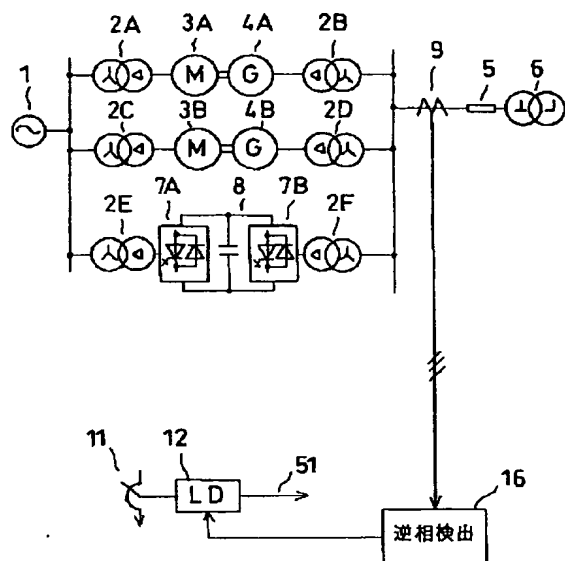 2A 3A 4A 2B
1
2C 3B 4B 2D
9 5 6
M G
M G
2E 7A 8 7B 2F
11 12 51
LD
16
逆相検出